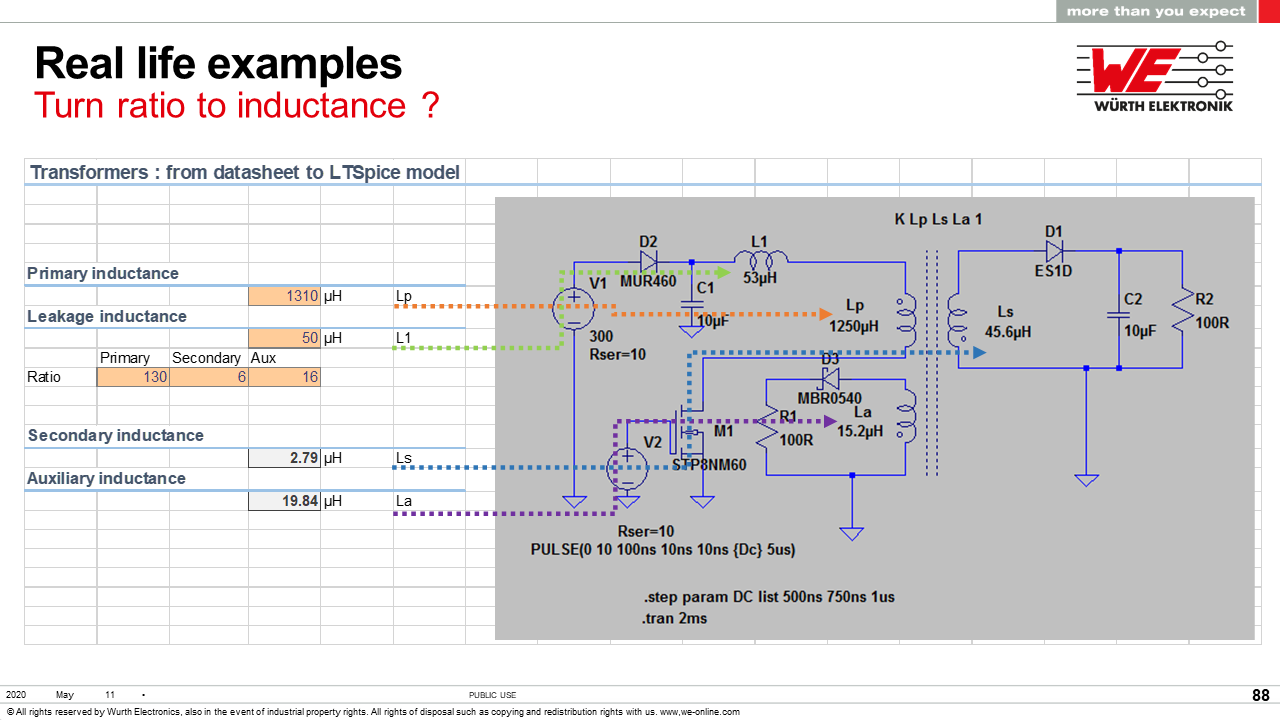 more than you expect
Real life examples
Turn ratio to inductance ?
WE
WÜRTH ELEKTRONIK
Transformers : from datasheet to LTSpice model
Primary inductance
1310 µH Lp
Leakage inductance
50 µH L1
Primary Secondary Aux
Ratio 130 6 16
Secondary inductance
2.79 µH Ls
Auxiliary inductance
19.84 µH La
K Lp Ls La 1
D2
MUR460
L1
53µH
V1
300
Rser=10
C1
10µF
Lp
1250µH
D1
ES1D
Ls
45.6µH
C2
10µF
R2
100R
D3
MBR0540
R1
100R
La
15.2µH
M1
STP8NM60
V2
Rser=10
PULSE(0 10 100ns 10ns 10ns {Dc} 5us)
.step param DC list 500ns 750ns 1us
.tran 2ms
2020 May 11 • PUBLIC USE 88
© All rights reserved by Wurth Electronics, also in the event of industrial property rights. All rights of disposal such as copying and redistribution rights with us. www,we-online.com